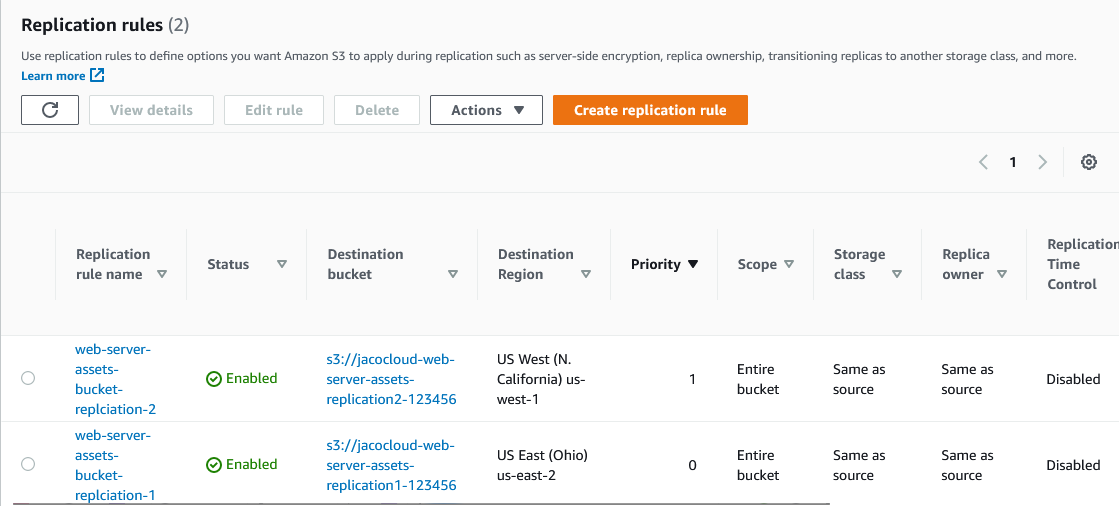 Replication rules (2)
Use replication rules to define options you want Amazon S3 to apply during replication such as server-side encryption, replica ownership, transitioning replicas to another storage class, and more.
Learn more
View details
Edit rule
Delete
Actions
Create replication rule
1
Replication
rule name
Status
Destination
bucket
Destination
Region
Priority
Scope
Storage
class
Replica
owner
Replication
Time
Control
web-server-
assets-
bucket-
replciation-2
Enabled
s3://jacocloud-web-
server-assets-
replication2-123456
US West (N.
California) us-
west-1
1
Entire
bucket
Same as
source
Same as
source
Disabled
web-server-
assets-
bucket-
replciation-1
Enabled
s3://jacocloud-web-
server-assets-
replication1-123456
US East (Ohio)
us-east-2
0
Entire
bucket
Same as
source
Same as
source
Disabled